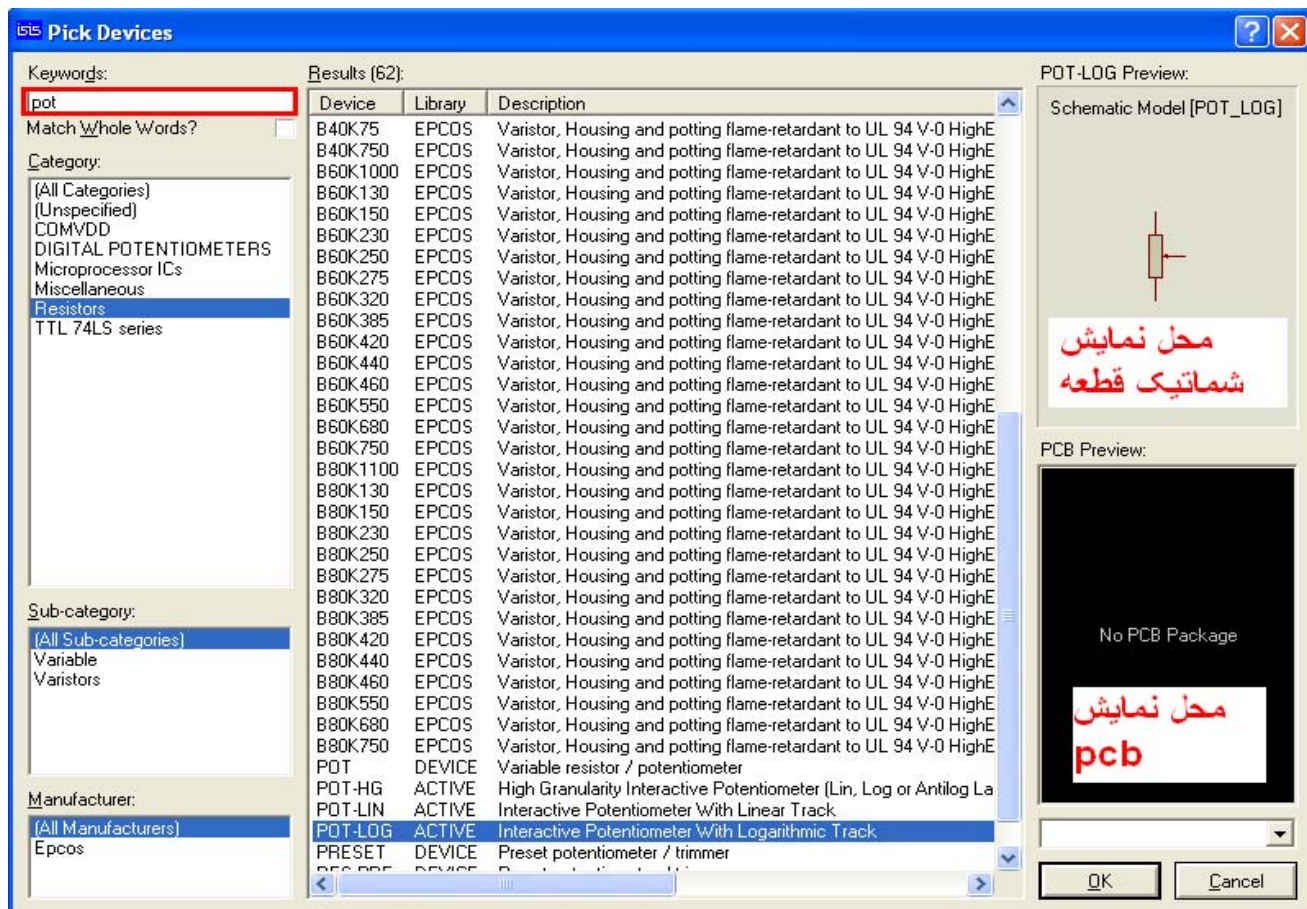 isis Pick Devices
Keywords:
pot
Match Whole Words?
Category:
(All Categories)
(Unspecified)
COMVDD
DIGITAL POTENTIOMETERS
Microprocessor ICs
Miscellaneous
Resistors
TTL 74LS series
Sub-category:
(All Sub-categories)
Variable
Varistors
Manufacturer:
(All Manufacturers)
Epcos
Results (62):
Device Library Description
B40K75 EPCOS Varistor, Housing and potting flame-retardant to UL 94 V-0 HighE
B40K750 EPCOS Varistor, Housing and potting flame-retardant to UL 94 V-0 HighE
B60K1000 EPCOS Varistor, Housing and potting flame-retardant to UL 94 V-0 HighE
B60K130 EPCOS Varistor, Housing and potting flame-retardant to UL 94 V-0 HighE
B60K150 EPCOS Varistor, Housing and potting flame-retardant to UL 94 V-0 HighE
B60K230 EPCOS Varistor, Housing and potting flame-retardant to UL 94 V-0 HighE
B60K250 EPCOS Varistor, Housing and potting flame-retardant to UL 94 V-0 HighE
B60K275 EPCOS Varistor, Housing and potting flame-retardant to UL 94 V-0 HighE
B60K320 EPCOS Varistor, Housing and potting flame-retardant to UL 94 V-0 HighE
B60K385 EPCOS Varistor, Housing and potting flame-retardant to UL 94 V-0 HighE
B60K420 EPCOS Varistor, Housing and potting flame-retardant to UL 94 V-0 HighE
B60K440 EPCOS Varistor, Housing and potting flame-retardant to UL 94 V-0 HighE
B60K460 EPCOS Varistor, Housing and potting flame-retardant to UL 94 V-0 HighE
B60K550 EPCOS Varistor, Housing and potting flame-retardant to UL 94 V-0 HighE
B60K680 EPCOS Varistor, Housing and potting flame-retardant to UL 94 V-0 HighE
B60K750 EPCOS Varistor, Housing and potting flame-retardant to UL 94 V-0 HighE
B80K1100 EPCOS Varistor, Housing and potting flame-retardant to UL 94 V-0 HighE
B80K130 EPCOS Varistor, Housing and potting flame-retardant to UL 94 V-0 HighE
B80K150 EPCOS Varistor, Housing and potting flame-retardant to UL 94 V-0 HighE
B80K230 EPCOS Varistor, Housing and potting flame-retardant to UL 94 V-0 HighE
B80K250 EPCOS Varistor, Housing and potting flame-retardant to UL 94 V-0 HighE
B80K275 EPCOS Varistor, Housing and potting flame-retardant to UL 94 V-0 HighE
B80K320 EPCOS Varistor, Housing and potting flame-retardant to UL 94 V-0 HighE
B80K385 EPCOS Varistor, Housing and potting flame-retardant to UL 94 V-0 HighE
B80K420 EPCOS Varistor, Housing and potting flame-retardant to UL 94 V-0 HighE
B80K440 EPCOS Varistor, Housing and potting flame-retardant to UL 94 V-0 HighE
B80K460 EPCOS Varistor, Housing and potting flame-retardant to UL 94 V-0 HighE
B80K550 EPCOS Varistor, Housing and potting flame-retardant to UL 94 V-0 HighE
B80K680 EPCOS Varistor, Housing and potting flame-retardant to UL 94 V-0 HighE
B80K750 EPCOS Varistor, Housing and potting flame-retardant to UL 94 V-0 HighE
POT DEVICE Variable resistor / potentiometer
POT-HG ACTIVE High Granularity Interactive Potentiometer (Lin, Log or Antilog La
POT-LIN ACTIVE Interactive Potentiometer With Linear Track
POT-LOG ACTIVE Interactive Potentiometer With Logarithmic Track
PRESET DEVICE Preset potentiometer / trimmer
POT-LOG Preview:
Schematic Model [POT_LOG]
محل نمایش
شماتیک قطعه
PCB Preview:
No PCB Package
محل نمایش
pcb
OK Cancel